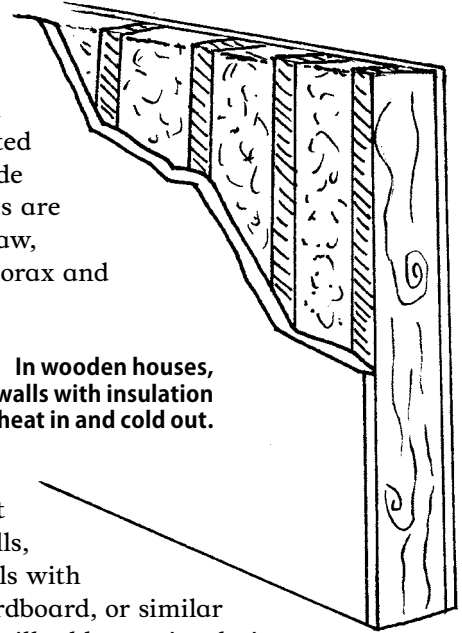 de
s are
aw,
orax and
In wooden houses,
walls with insulation
heat in and cold out.
t
lls,
ls with
rdboard, or similar